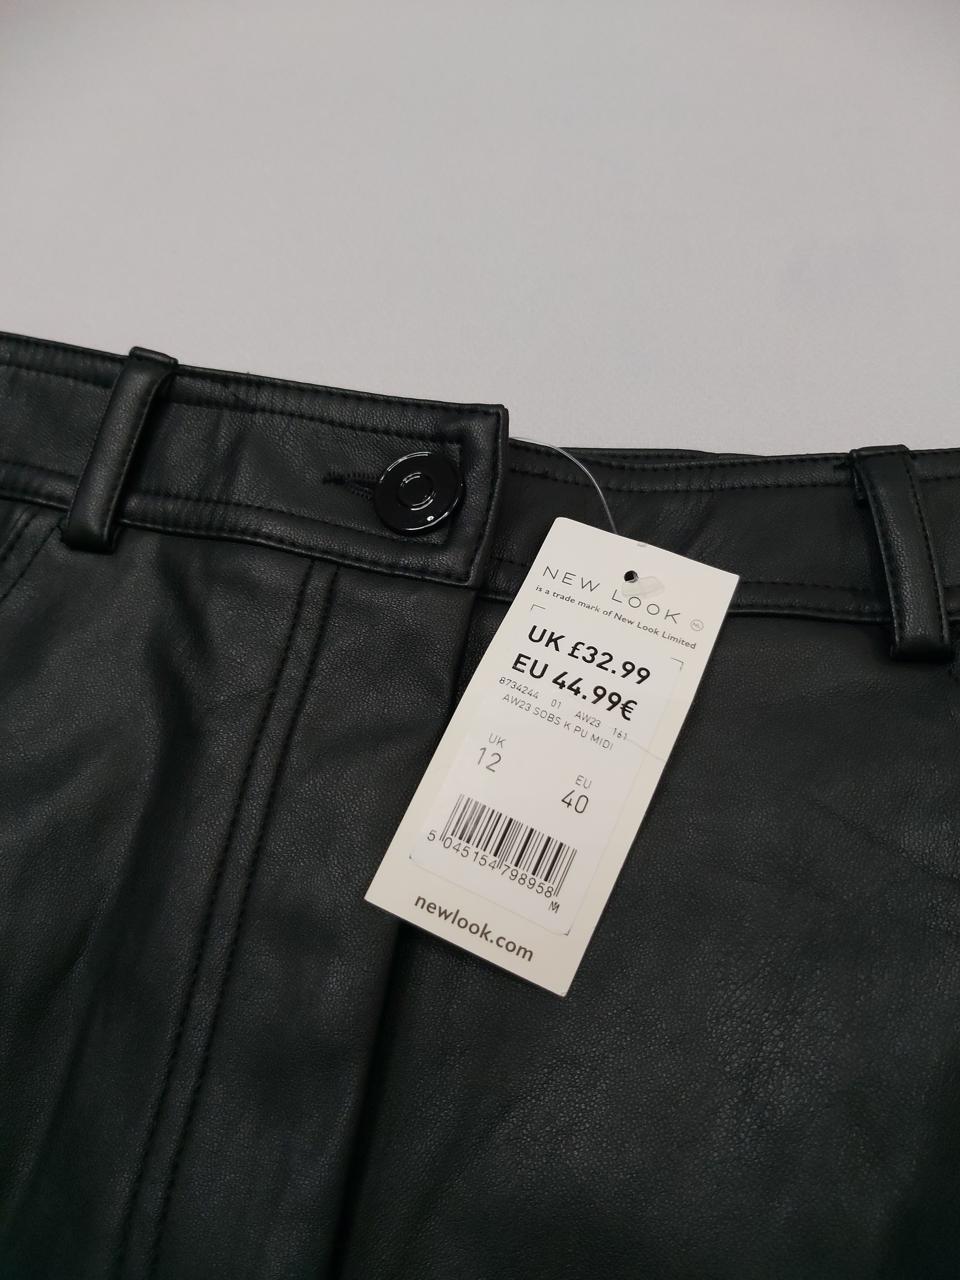 NEW LOOK
is a trade mark of New Look Limited
UK £32.99
EU 44.99€
8734244 01 AW23 161
AW23 SOBS K PU MIDI
UK
12
EU
40
5 045154 798958
M
newlook.com